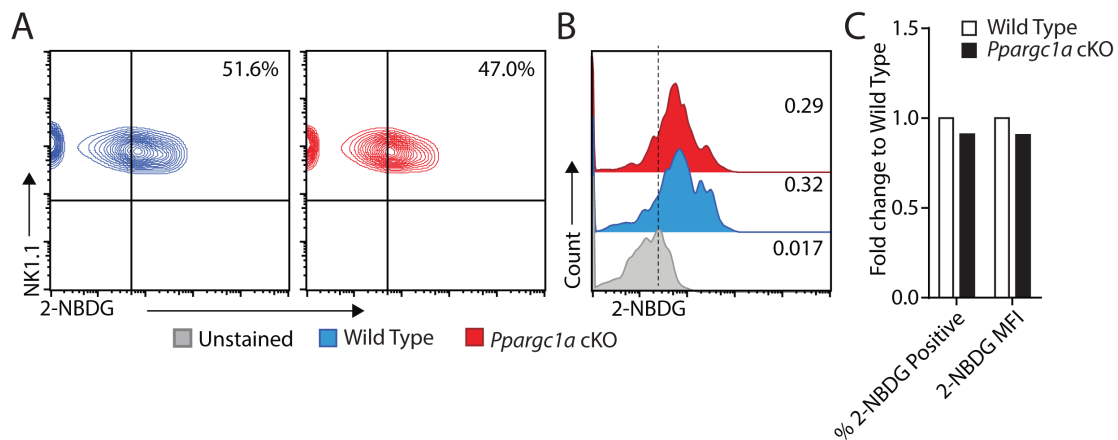 A
51.6%
47.0%
NK1.1
2-NBDG
B
0.29
0.32
0.017
Count
2-NBDG
Unstained
Wild Type
Ppargc1a cKO
C
Wild Type
Ppargc1a cKO
Fold change to Wild Type
1.5
1.0
0.5
0.0
% 2-NBDG Positive
2-NBDG MFI